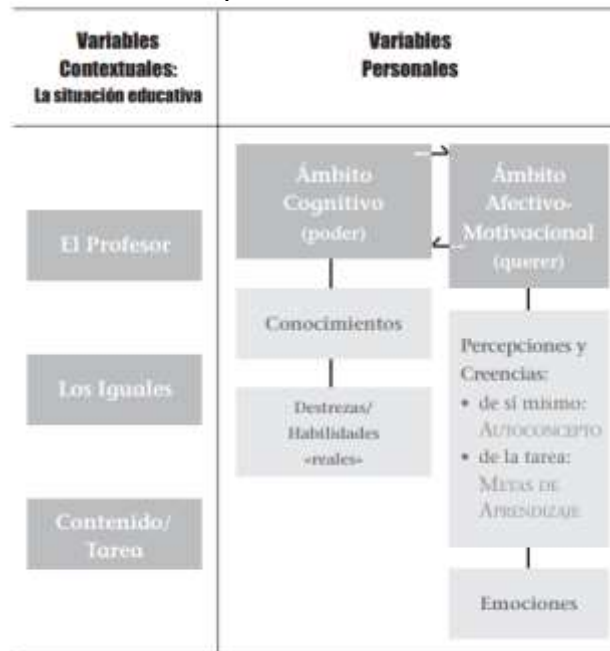 Variables
Contextuales:
La situación educativa
Variables
Personales
El Profesor
Los Iguales
Contenido/
Tarea
Ámbito
Cognitivo
(poder)
Conocimientos
Destrezas/
Habilidades
«reales»
Ámbito
Afectivo-
Motivacional
(querer)
Percepciones y
Creencias:
• de sí mismo:
AUTOCONCEPTO
• de la tarea:
METAS DE
APRENDIZAJE
Emociones